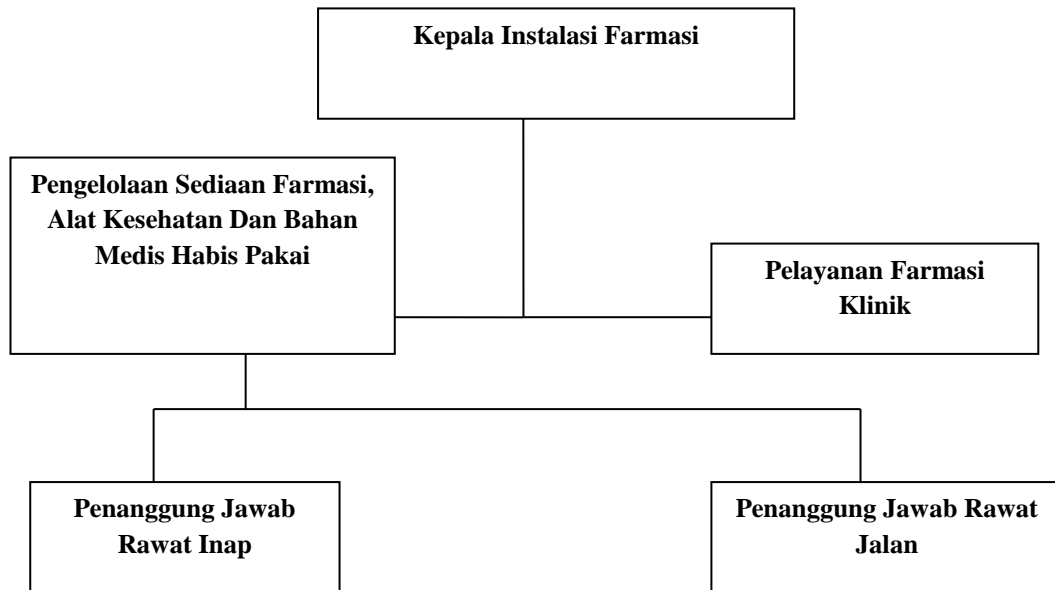 Kepala Instalasi Farmasi
Pengelolaan Sediaan Farmasi,
Alat Kesehatan Dan Bahan
Medis Habis Pakai
Pelayanan Farmasi
Klinik
Penanggung Jawab
Rawat Inap
Penanggung Jawab Rawat
Jalan